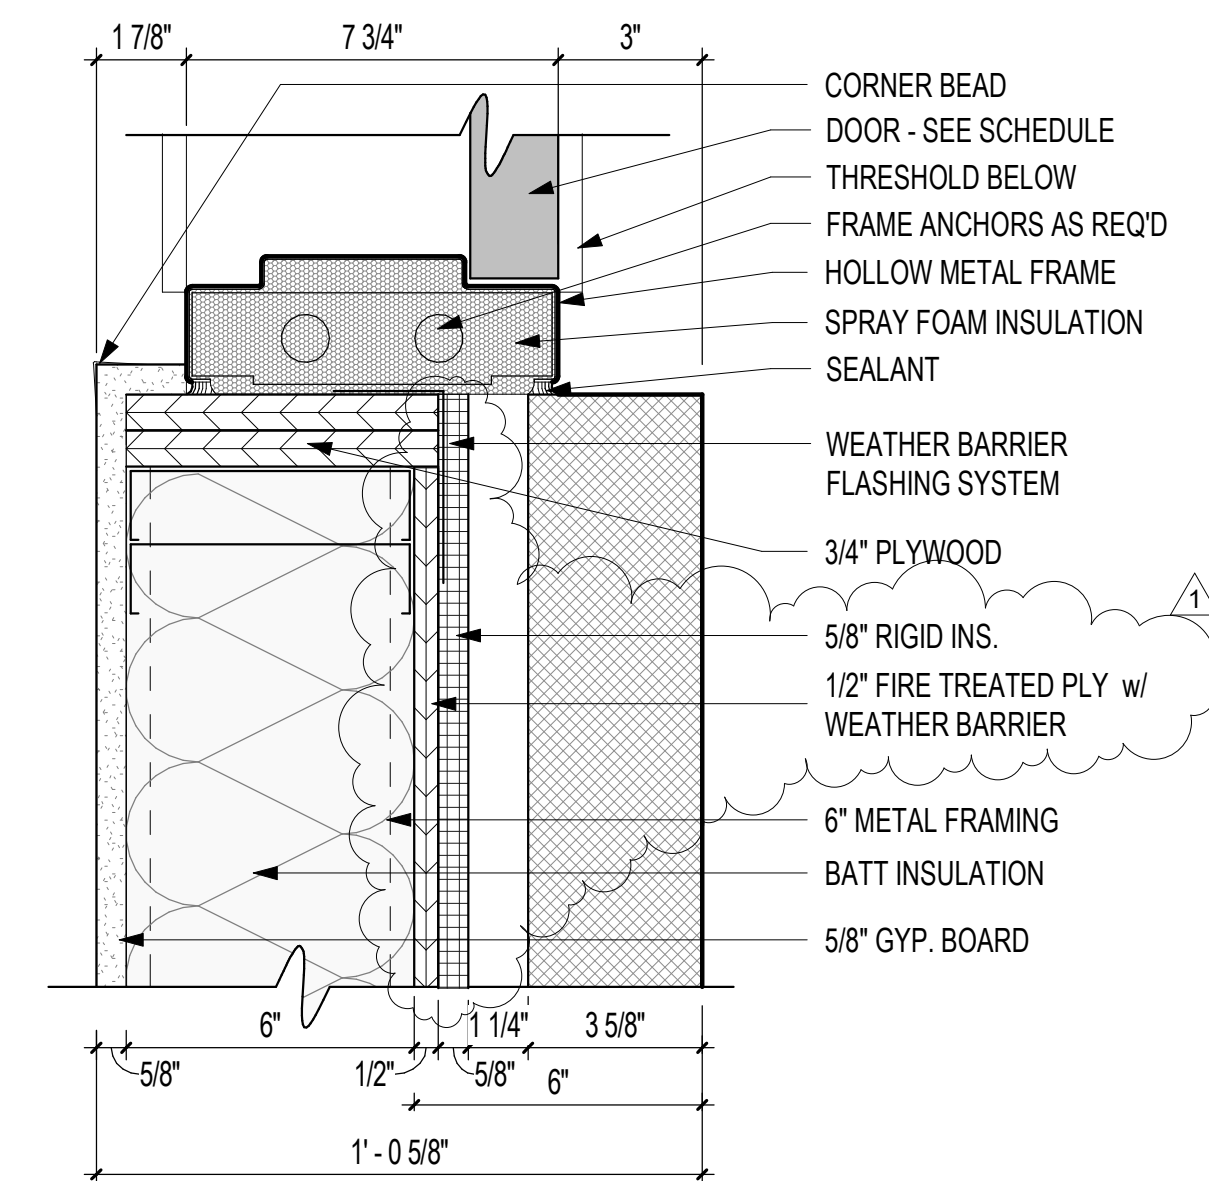 1 7/8"
7 3/4"
3"
CORNER BEAD
DOOR - SEE SCHEDULE
THRESHOLD BELOW
FRAME ANCHORS AS REQ'D
HOLLOW METAL FRAME
SPRAY FOAM INSULATION
SEALANT
WEATHER BARRIER
FLASHING SYSTEM
3/4" PLYWOOD
1
5/8" RIGID INS.
1/2" FIRE TREATED PLY w/
WEATHER BARRIER
6" METAL FRAMING
BATT INSULATION
5/8" GYP. BOARD
6"
1 1/4"
3 5/8"
5/8"
1/2"
5/8"
6"
1' - 0 5/8"